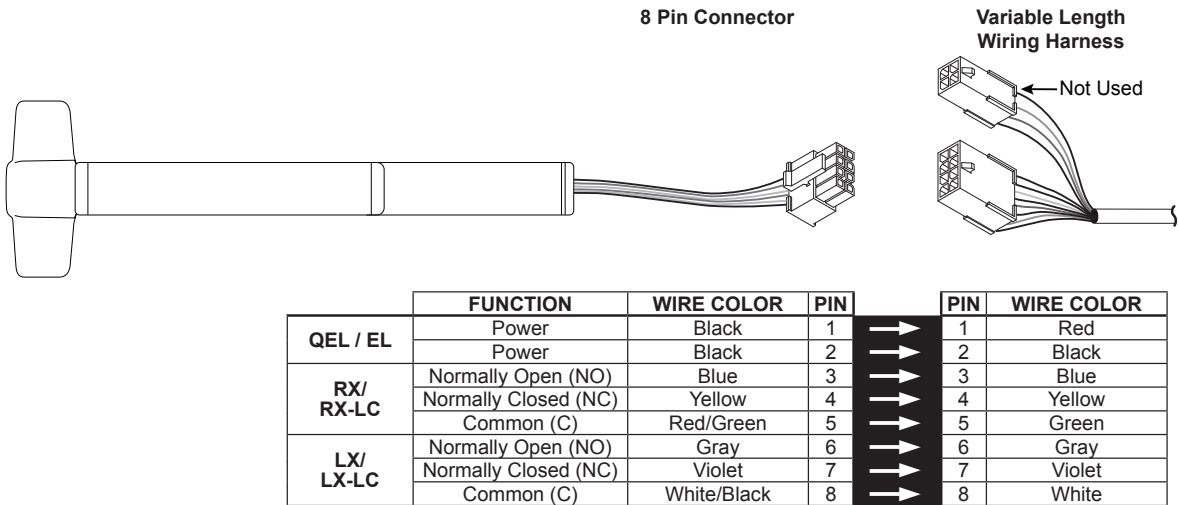 8 Pin Connector
Variable Length
Wiring Harness
Not Used
FUNCTION WIRE COLOR PIN PIN WIRE COLOR
QEL / EL
Power Black 1 1 Red
Power Black 2 2 Black
RX/
RX-LC
Normally Open (NO) Blue 3 3 Blue
Normally Closed (NC) Yellow 4 4 Yellow
Common (C) Red/Green 5 5 Green
LX/
LX-LC
Normally Open (NO) Gray 6 6 Gray
Normally Closed (NC) Violet 7 7 Violet
Common (C) White/Black 8 8 White